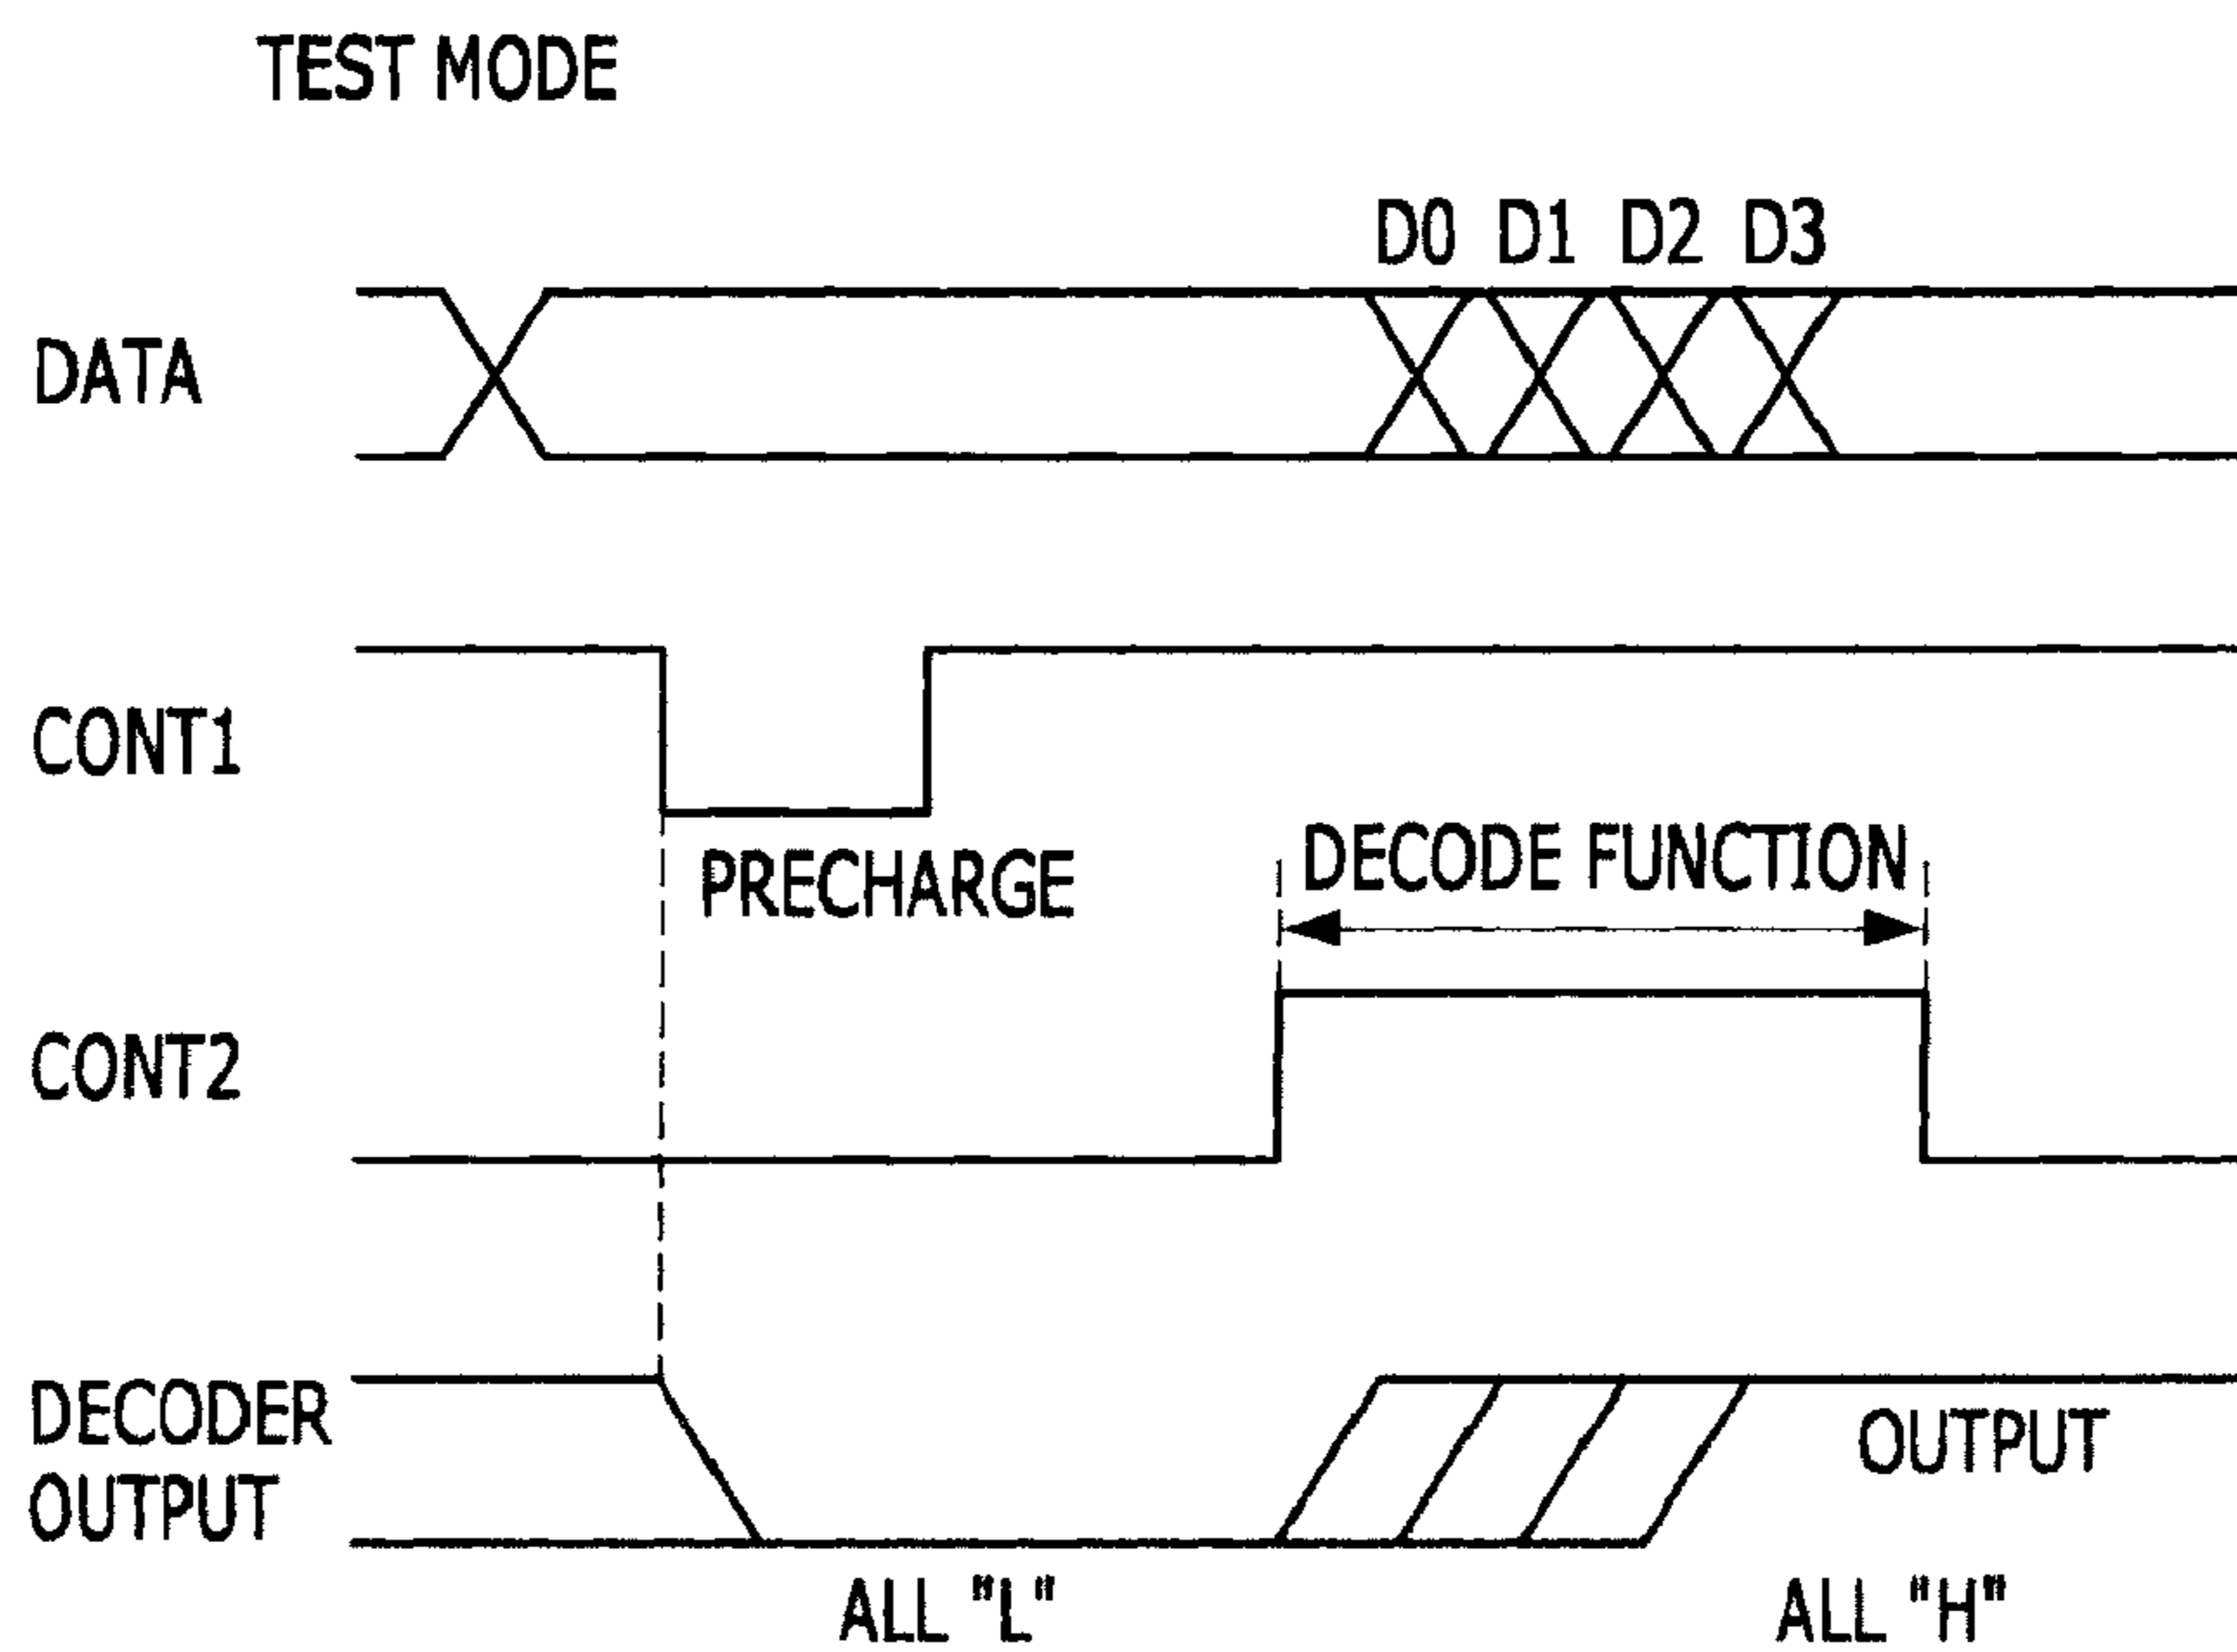 TEST MODE
D0 D1 D2 D3
DATA
CONT1
PRECHARGE
DECODE FUNCTION
CONT2
DECODER
OUTPUT
OUTPUT
ALL "L"
ALL "H"